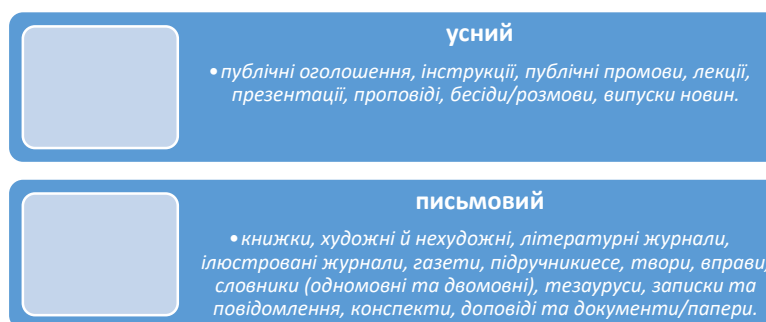 усний
•публічні оголошення, інструкції, публічні промови, лекції,
презентації, проповіді, бесіди/розмови, випуски новин.
письмовий
•книжки, художні й нехудожні, літературні журнали,
ілюстровані журнали, газети, підручникиесе, твори, вправи,
словники (одномовні та двомовні), тезауруси, записки та
повідомлення, конспекти, доповіді та документи/папери.